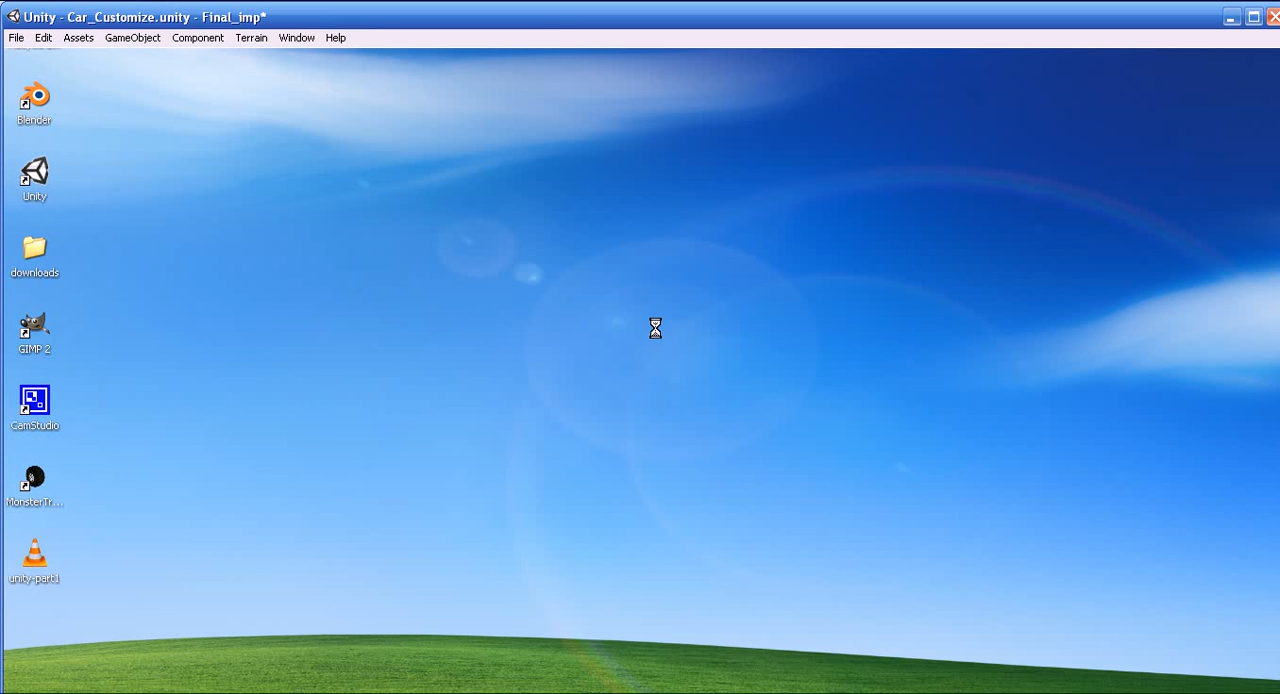 Unity - Car_Customize.unity - Final_imp*
File Edit Assets GameObject Component Terrain Window Help
Blender
Unity
downloads
GIMP 2
CamStudio
MonsterTr...
unity-part1